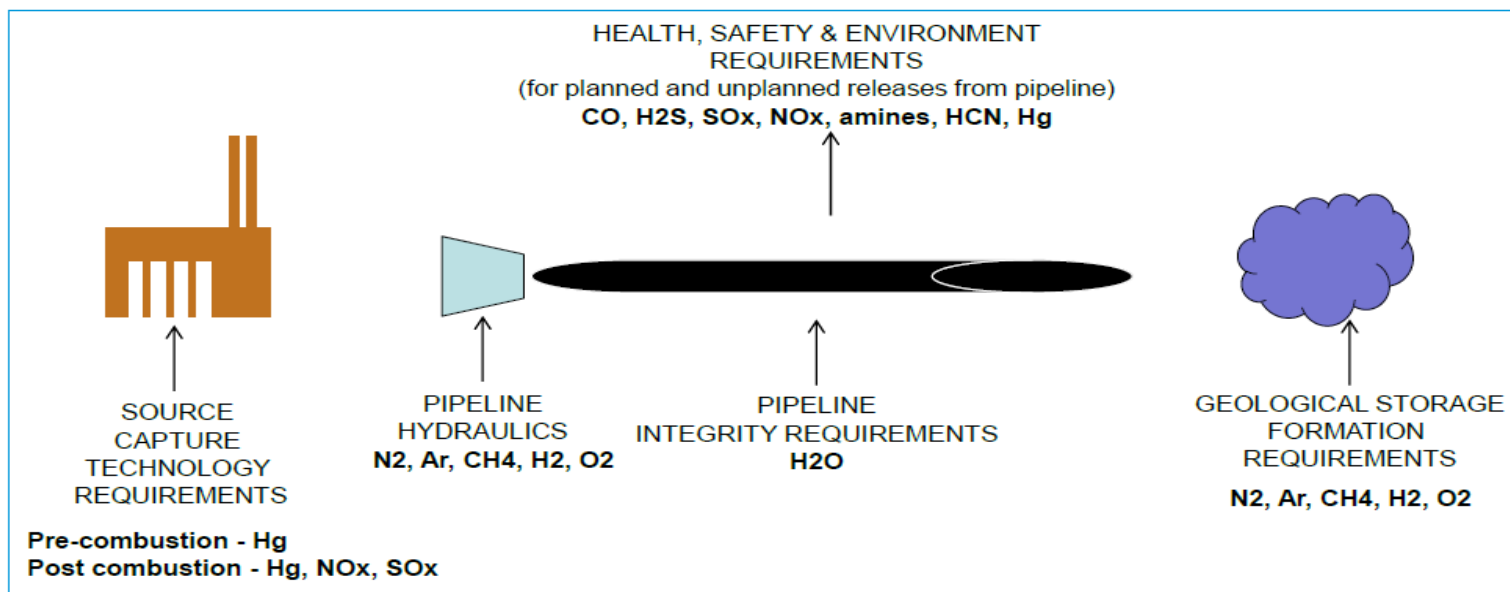 HEALTH, SAFETY & ENVIRONMENT
REQUIREMENTS
(for planned and unplanned releases from pipeline)
CO, H2S, SOx, NOx, amines, HCN, Hg
SOURCE
CAPTURE
TECHNOLOGY
REQUIREMENTS
Pre-combustion - Hg
Post combustion - Hg, NOx, SOx
PIPELINE
HYDRAULICS
N2, Ar, CH4, H2, O2
PIPELINE
INTEGRITY REQUIREMENTS
H2O
GEOLOGICAL STORAGE
FORMATION
REQUIREMENTS
N2, Ar, CH4, H2, O2